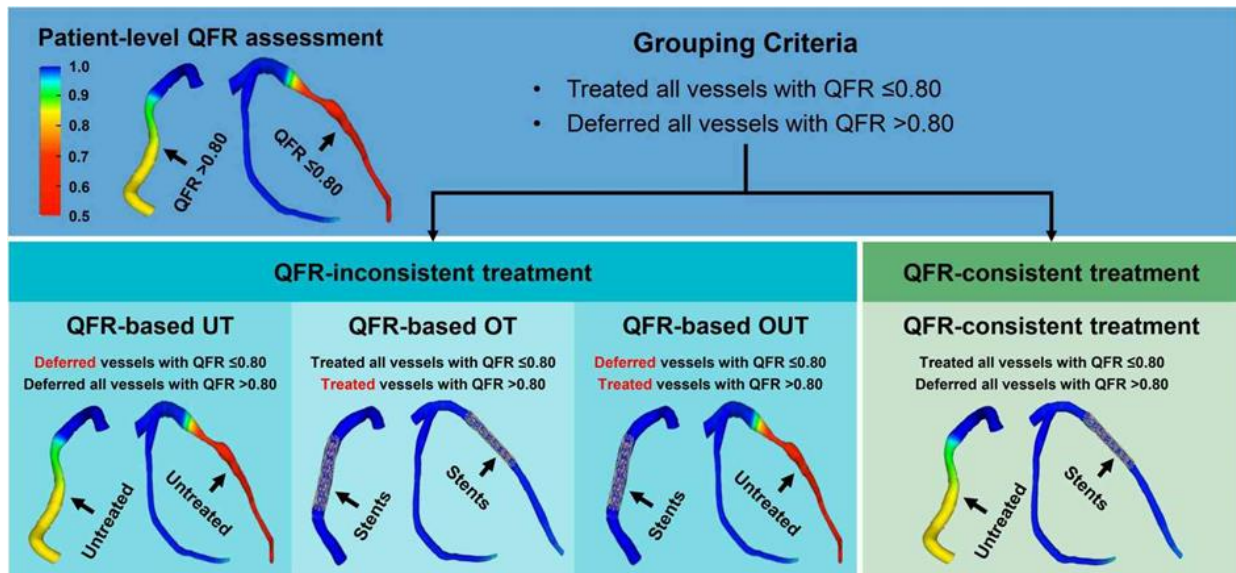 Patient-level QFR assessment
1.0
0.9
0.8
0.7
0.6
0.5
QFR >0.80
QFR ≤0.80
Grouping Criteria
• Treated all vessels with QFR ≤0.80
• Deferred all vessels with QFR >0.80
QFR-inconsistent treatment
QFR-consistent treatment
QFR-based UT
Deferred vessels with QFR ≤0.80
Deferred all vessels with QFR >0.80
Untreated
Untreated
QFR-based OT
Treated all vessels with QFR ≤0.80
Treated vessels with QFR >0.80
Stents
Stents
QFR-based OUT
Deferred vessels with QFR ≤0.80
Treated vessels with QFR >0.80
Stents
Untreated
QFR-consistent treatment
Treated all vessels with QFR ≤0.80
Deferred all vessels with QFR >0.80
Untreated
Stents